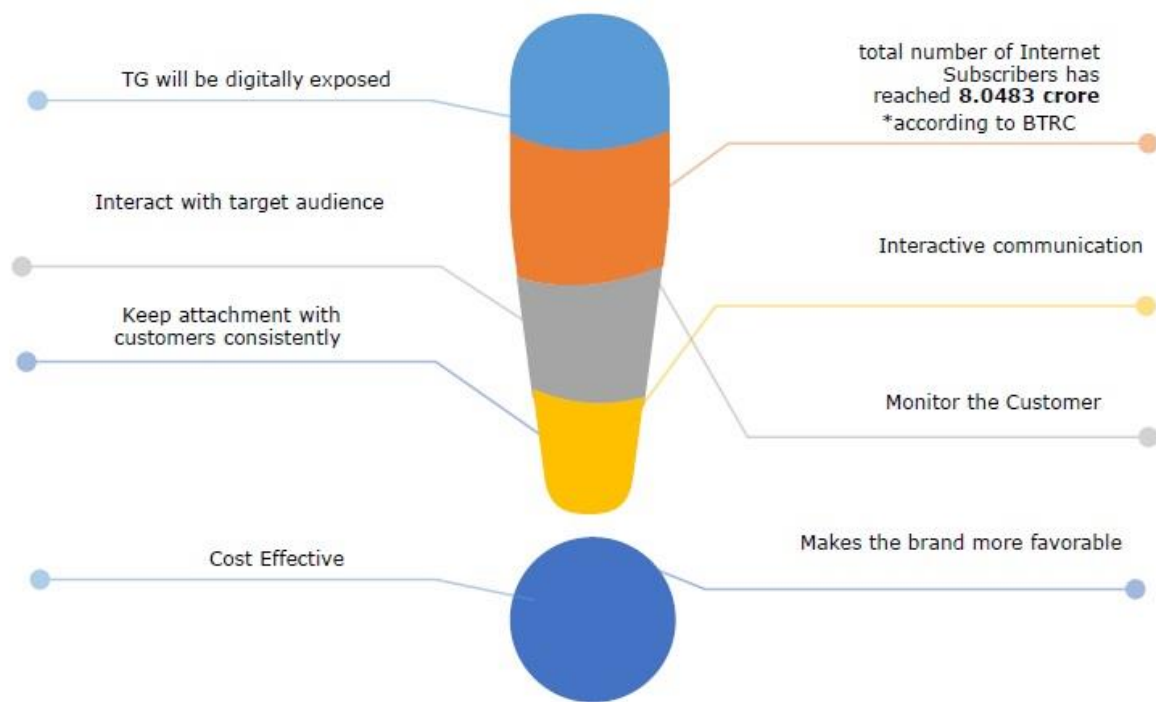 TG will be digitally exposed
total number of Internet
Subscribers has
reached 8.0483 crore
*according to BTRC
Interact with target audience
Interactive communication
Keep attachment with
customers consistently
Monitor the Customer
Cost Effective
Makes the brand more favorable